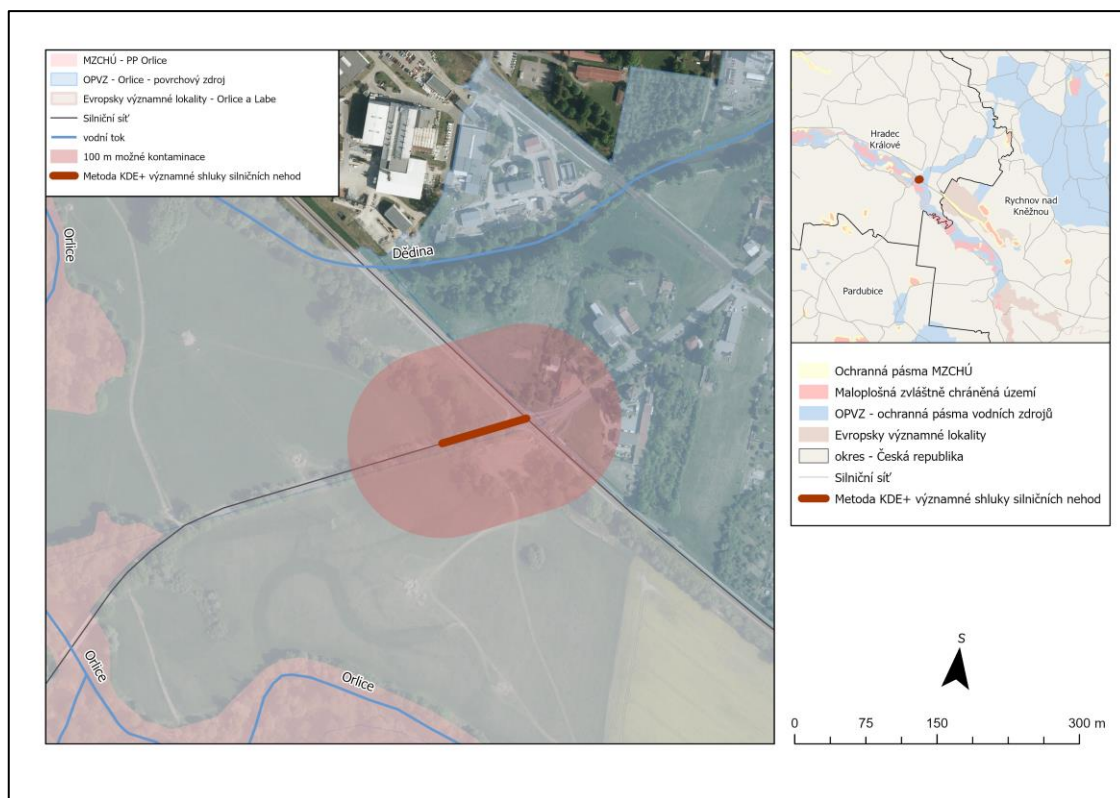 MZCHÚ - PP Orlice
OPVZ - Orlice - povrchový zdroj
Evropsky významné lokality - Orlice a Labe
Silniční síť
vodní tok
100 m možné kontaminace
Metoda KDE+ významné shluky silničních nehod
Orlice
Dědina
Orlice
Orlice
Hradec
Králové
Rychnov nad
Kněžnou
Pardubice
Ochranná pásma MZCHÚ
Maloplošná zvláštně chráněná území
OPVZ - ochranná pásma vodních zdrojů
Evropsky významné lokality
okres - Česká republika
Silniční síť
Metoda KDE+ významné shluky silničních nehod
S
0 75 150 300 m